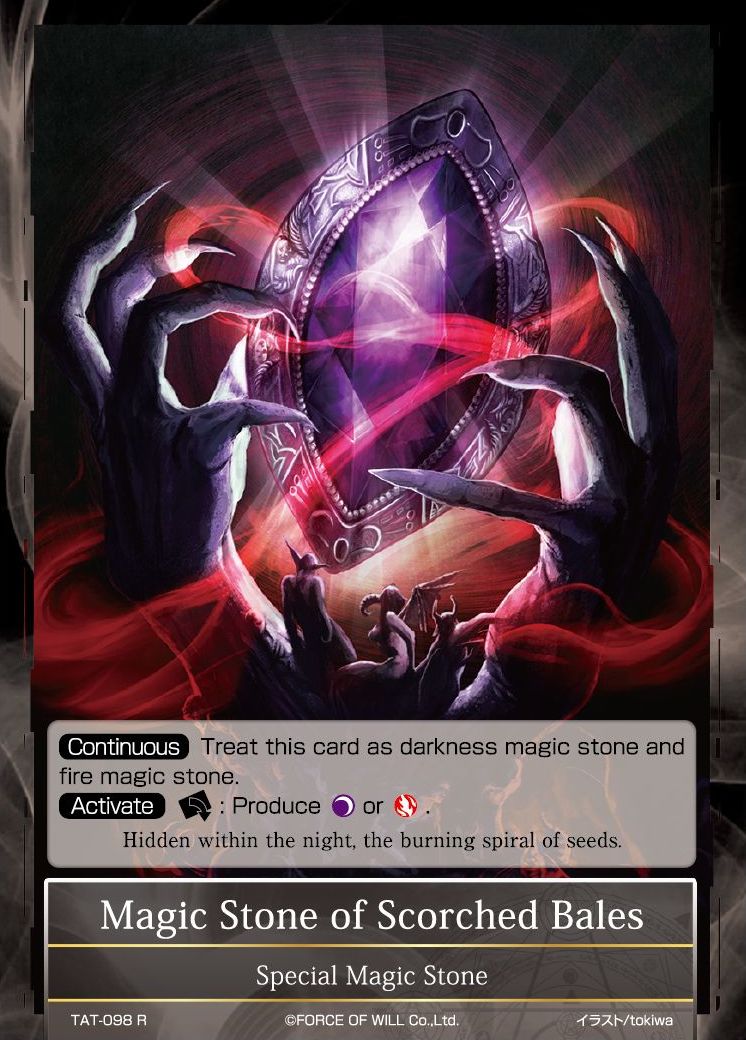 Continuous Treat this card as darkness magic stone and
fire magic stone.
Activate : Produce or .
Hidden within the night, the burning spiral of seeds.
Magic Stone of Scorched Bales
Special Magic Stone
TAT-098 R ©FORCE OF WILL Co.,Ltd. イラスト/tokiwa